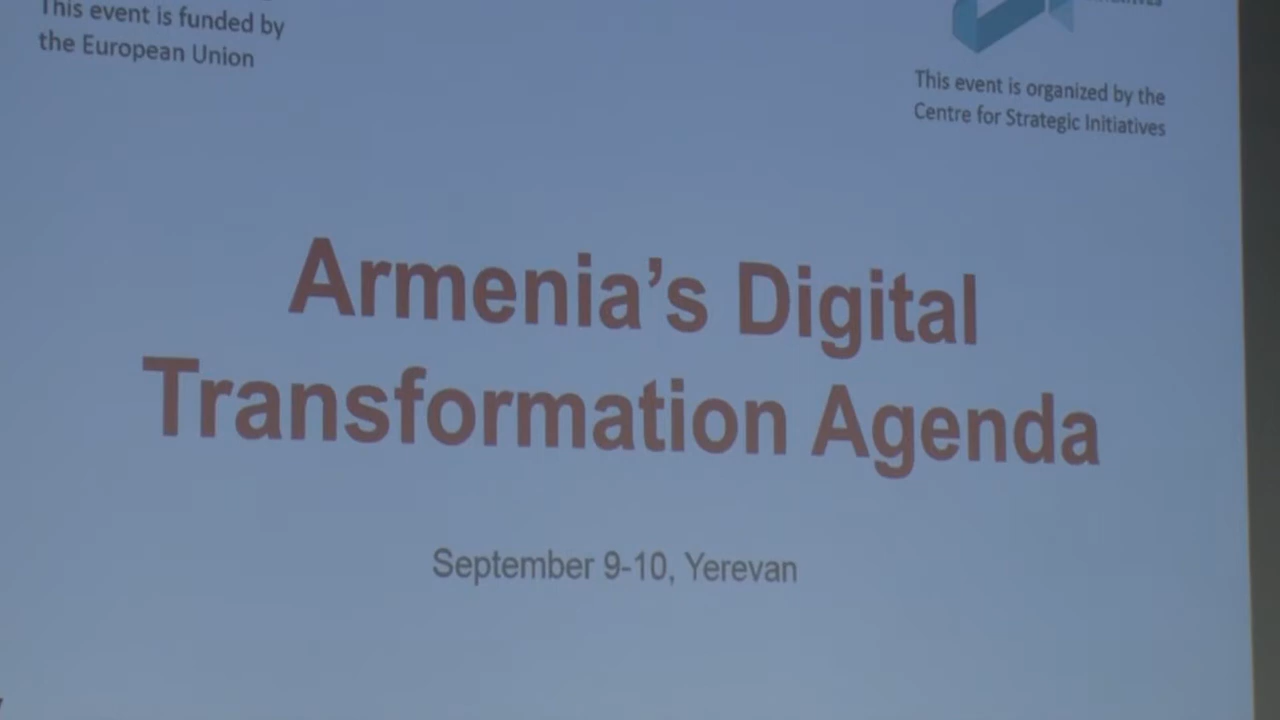 This event is funded by
the European Union
This event is organized by the
Centre for Strategic Initiatives
Armenia's Digital
Transformation Agenda
September 9-10, Yerevan